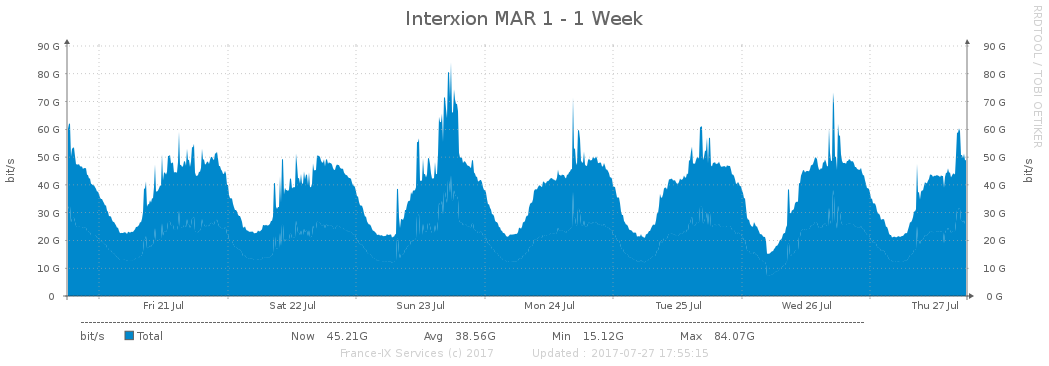 Interxion MAR 1 - 1 Week
RRDTOOL / TOBI OETIKER
90 G 90 G
80 G 80 G
70 G 70 G
60 G 60 G
50 G 50 G
40 G 40 G
30 G 30 G
20 G 20 G
10 G 10 G
0 0 G
bit/s
bit/s
Fri 21 Jul Sat 22 Jul Sun 23 Jul Mon 24 Jul Tue 25 Jul Wed 26 Jul Thu 27 Jul
bit/s Total Now 45.21G Avg 38.56G Min 15.12G Max 84.07G
France-IX Services (c) 2017 Updated : 2017-07-27 17:55:15